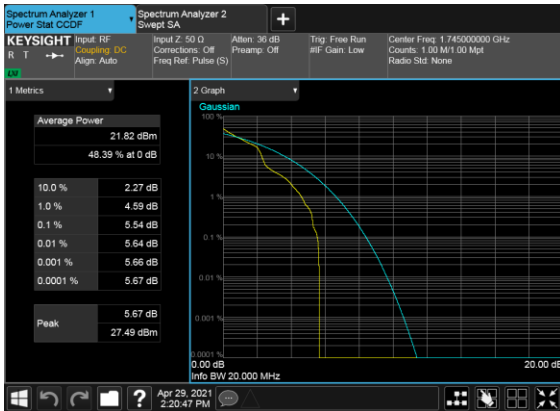 Spectrum Analyzer 1
Power Stat CCDF
Spectrum Analyzer 2
Swept SA
KEYSIGHT
R T
LXI
Input: RF
Coupling: DC
Align: Auto
Input Z: 50 Ω
Corrections: Off
Freq Ref: Pulse (S)
Atten: 36 dB
Preamp: Off
Trig: Free Run
#IF Gain: Low
Center Freq: 1.745000000 GHz
Counts: 1.00 M/1.00 Mpt
Radio Std: None
1 Metrics
Average Power
21.82 dBm
48.39 % at 0 dB
10.0 % 2.27 dB
1.0 % 4.59 dB
0.1 % 5.54 dB
0.01 % 5.64 dB
0.001 % 5.66 dB
0.0001 % 5.67 dB
Peak
5.67 dB
27.49 dBm
2 Graph
Gaussian
100 %
10 %
1 %
0.1 %
0.01 %
0.001 %
0.0001 %
0.00 dB
20.00 dB
Info BW 20.000 MHz
?
Apr 29, 2021
2:20:47 PM